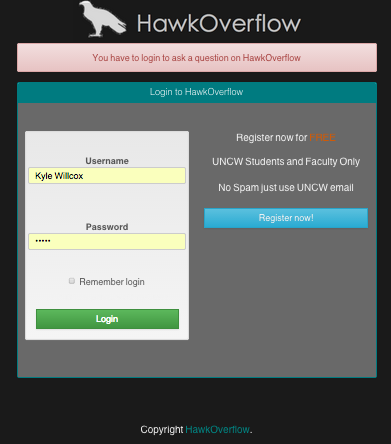 HawkOverflow
You have to login to ask a question on HawkOverflow
Login to HawkOverflow
Username
Kyle Willcox
Password
•••••
Remember login
Login
Register now for FREE
UNCW Students and Faculty Only
No Spam just use UNCW email
Register now!
Copyright HawkOverflow.